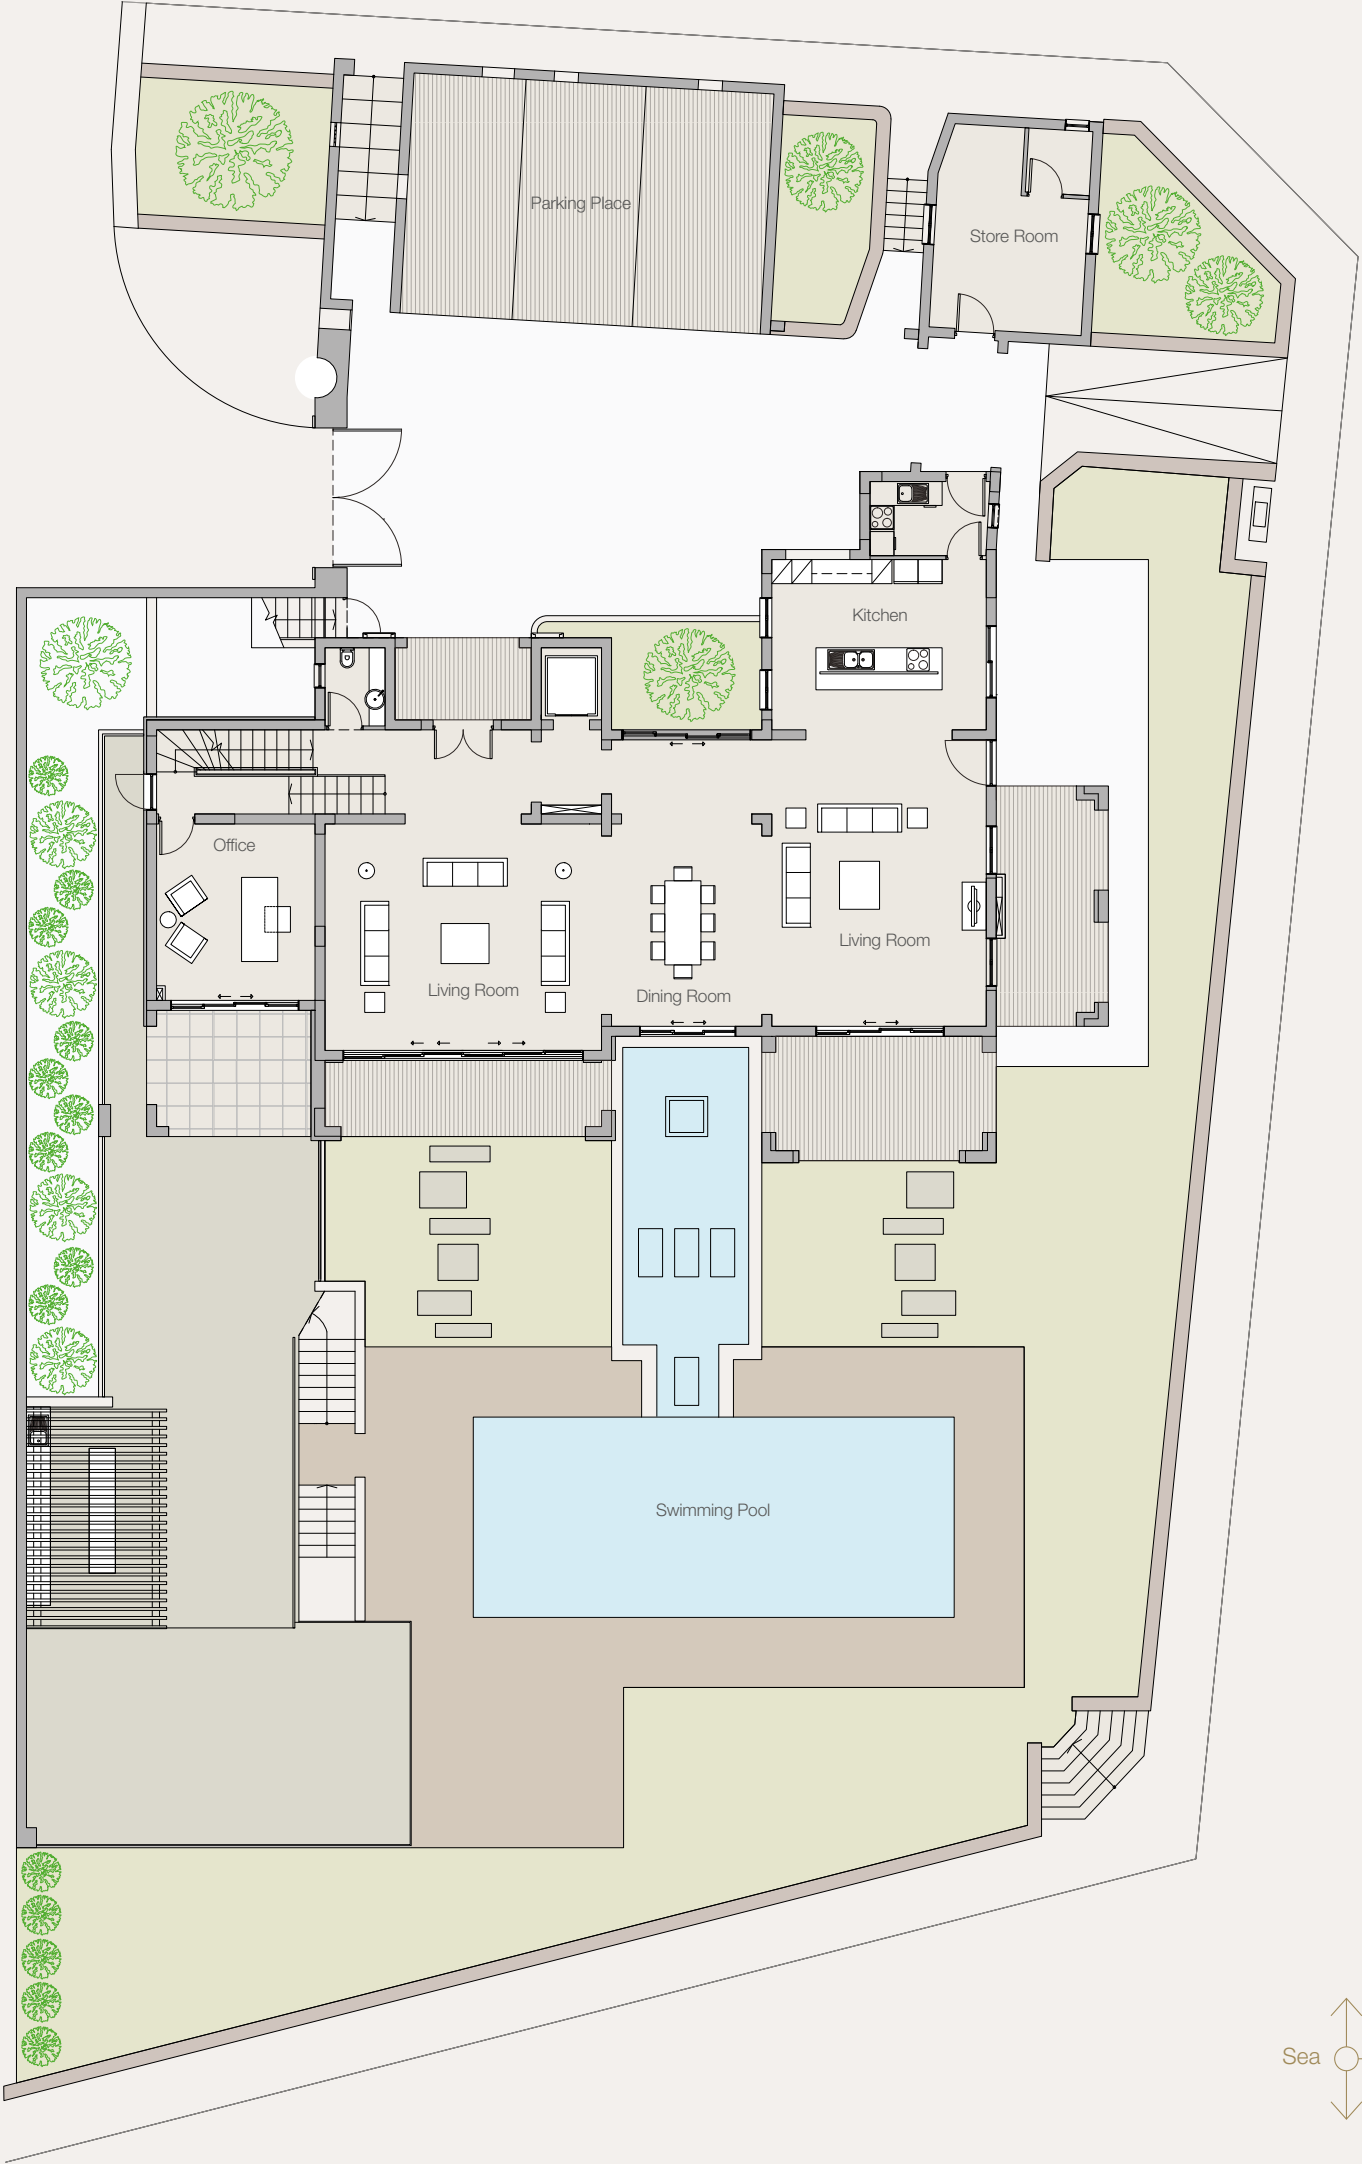 Parking Place
Store Room
Kitchen
Office
Living Room
Living Room
Dining Room
Swimming Pool
Sea